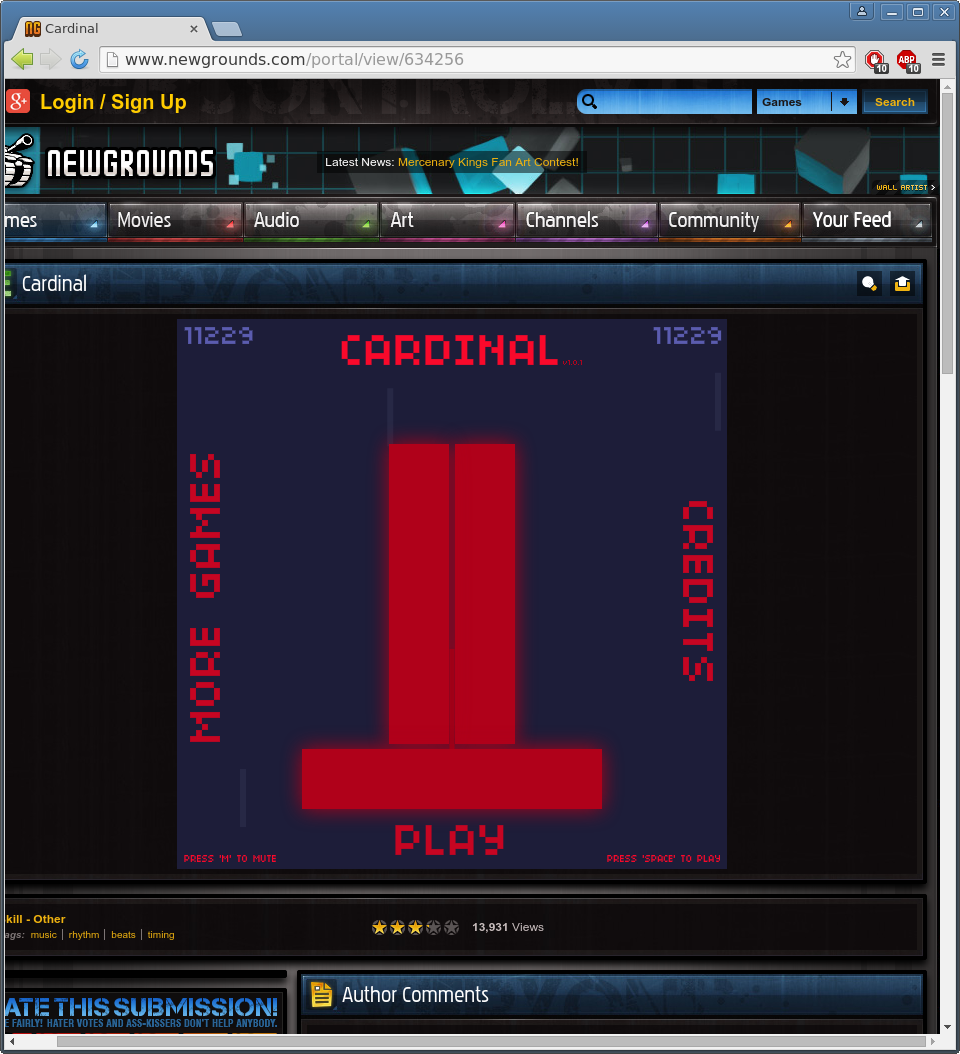 NG Cardinal
www.newgrounds.com/portal/view/634256
10
ABP
10
g+ Login / Sign Up
Games
Search
NEWGROUNDS
Latest News: Mercenary Kings Fan Art Contest!
WALL ARTIST >
mes
Movies
Audio
Art
Channels
Community
Your Feed
Cardinal
11229
CARDINAL v1.0.1
11229
MORE GAMES
CREDITS
PLAY
PRESS 'M' TO MUTE
PRESS 'SPACE' TO PLAY
kill - Other
ags: music | rhythm | beats | timing
13,931 Views
ATE THIS SUBMISSION!
E FAIRLY! HATER VOTES AND ASS-KISSERS DON'T HELP ANYBODY.
Author Comments